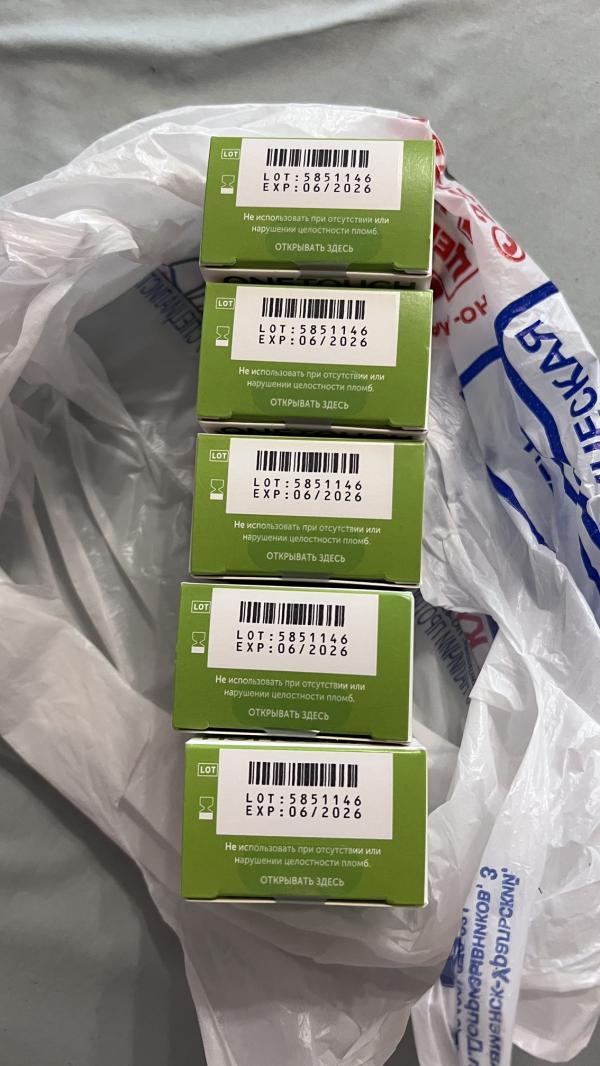 LOT
LOT:5851146
EXP:06/2026
Не использовать при отсутствии или
нарушении целостности пломб.
ОТКРЫВАТЬ ЗДЕСЬ
ONETOUCH
LOT
LOT:5851146
EXP:06/2026
Не использовать при отсутствии или
нарушении целостности пломб.
ОТКРЫВАТЬ ЗДЕСЬ
ONETOUCH
LOT
LOT:5851146
EXP:06/2026
Не использовать при отсутствии или
нарушении целостности пломб.
ОТКРЫВАТЬ ЗДЕСЬ
LOT
LOT:5851146
EXP:06/2026
Не использовать при отсутствии или
нарушении целостности пломб.
ОТКРЫВАТЬ ЗДЕСЬ
LOT
LOT:5851146
EXP:06/2026
Не использовать при отсутствии или
нарушении целостности пломб.
ОТКРЫВАТЬ ЗДЕСЬ